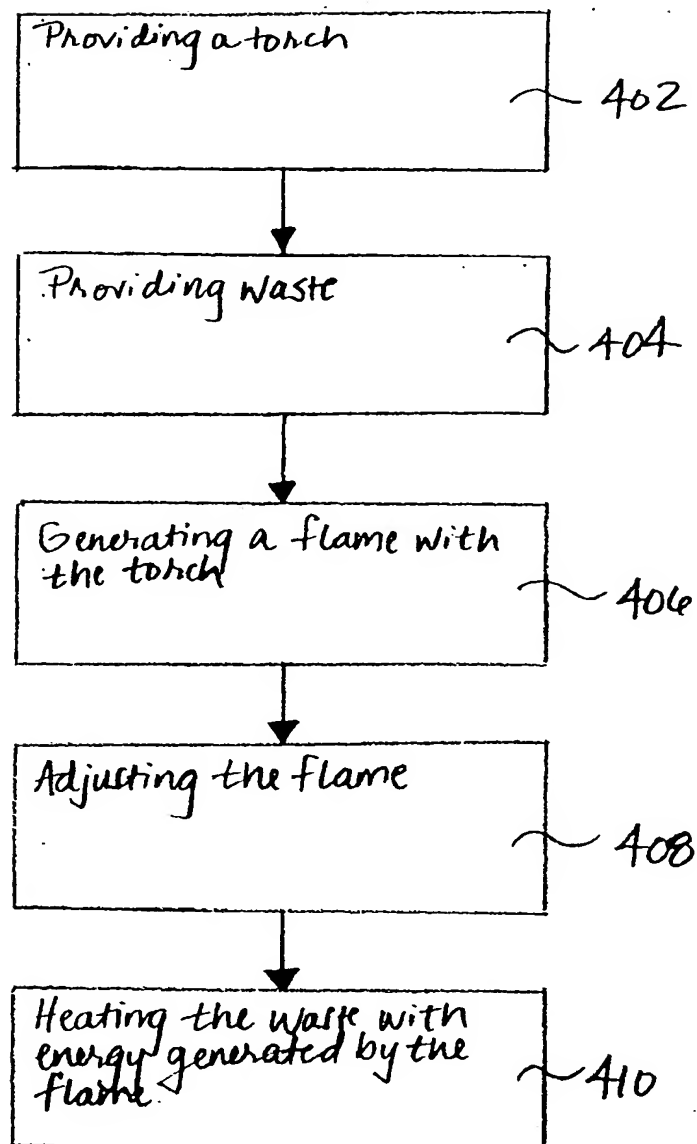 Providing a torch
402
Providing waste
404
Generating a flame with
the torch
406
Adjusting the flame
408
Heating the waste with
energy generated by the
flame.
410